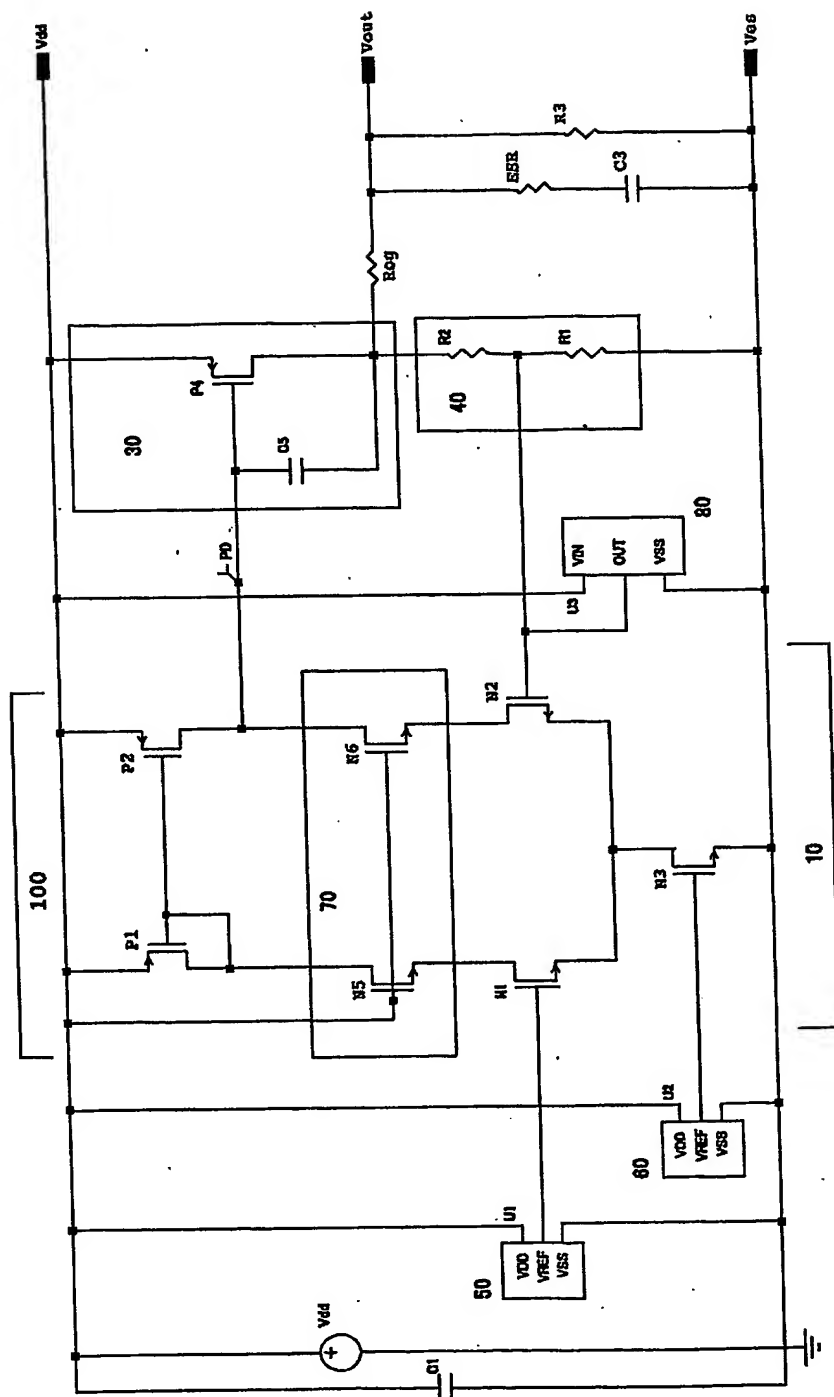 Vdd
Vout
Vss
100
P1
P2
PD
30
P4
C5
Rog
ESR
C3
R3
70
N5
N6
40
R2
R1
N1
N2
U3
VIN
OUT
VSS
80
N3
10
50
U1
VDD
VREF
VSS
60
U2
VDD
VREF
VSS
Vdd
+
C1